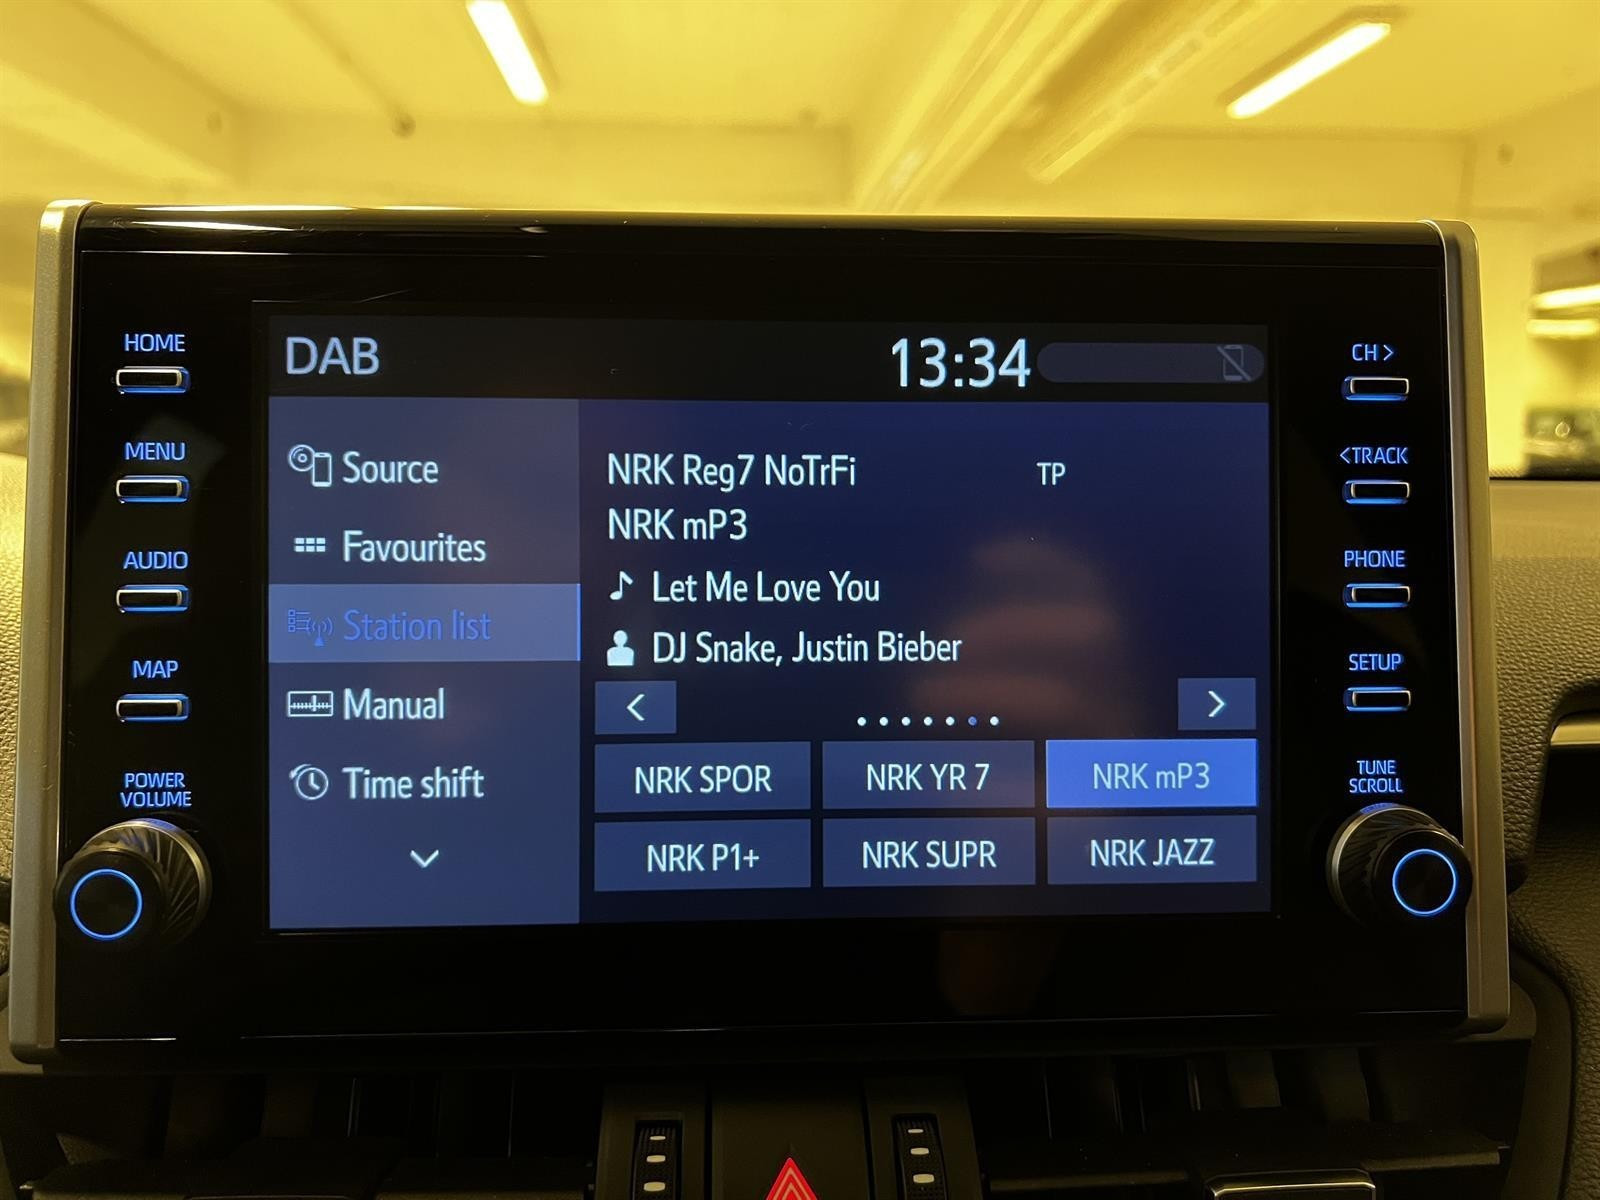 HOME
MENU
AUDIO
MAP
POWER
VOLUME
DAB
13:34
Source
Favourites
Station list
Manual
Time shift
NRK Reg7 NoTrFi
TP
NRK mP3
Let Me Love You
DJ Snake, Justin Bieber
<
>
NRK SPOR
NRK YR 7
NRK mP3
NRK P1+
NRK SUPR
NRK JAZZ
CH >
<TRACK
PHONE
SETUP
TUNE
SCROLL